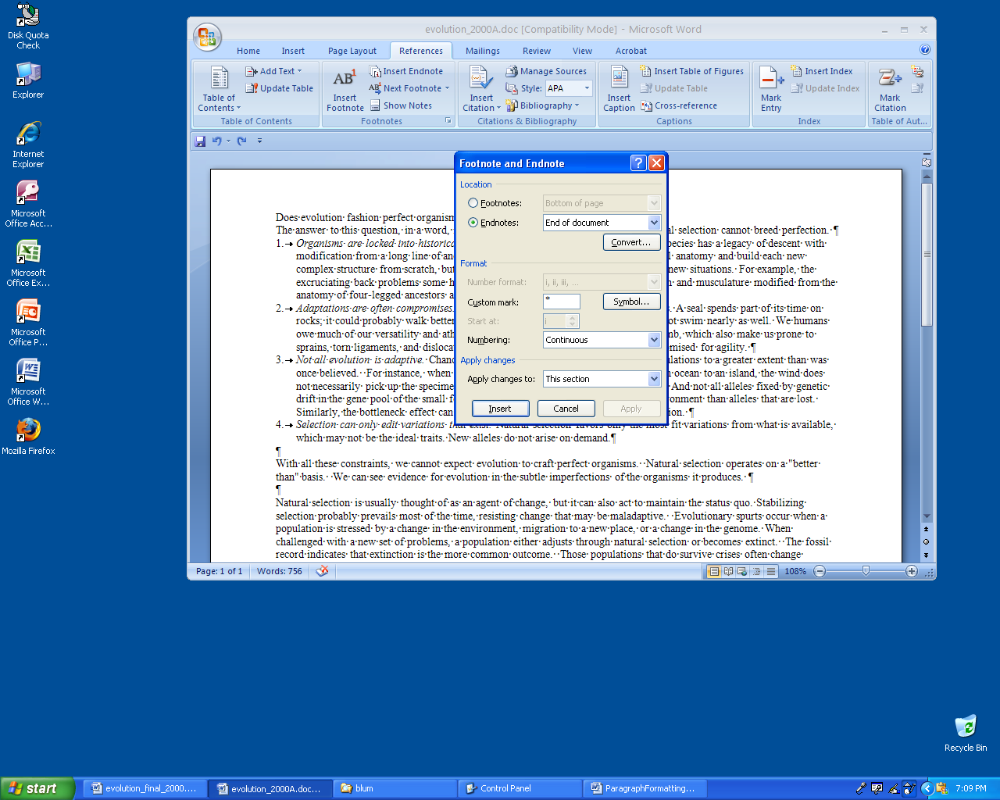 Disk Quota
Check
Explorer
Internet
Explorer
Microsoft
Office Acc...
Microsoft
Office Ex...
Microsoft
Office P...
Microsoft
Office W...
Mozilla Firefox
evolution_2000A.doc [Compatibility Mode] - Microsoft Word
Home Insert Page Layout References Mailings Review View Acrobat
Table of
Contents
Add Text
Update Table
Table of Contents
AB1
Insert
Footnote
Insert Endnote
Next Footnote
Show Notes
Footnotes
Insert
Citation
Manage Sources
Style: APA
Bibliography
Citations & Bibliography
Insert
Caption
Insert Table of Figures
Update Table
Cross-reference
Captions
Mark
Entry
Insert Index
Update Index
Index
Mark
Citation
Table of Aut...
Footnote and Endnote
Location
Footnotes: Bottom of page
Endnotes: End of document
Convert...
Format
Number format: i, ii, iii, ...
Custom mark: * Symbol...
Start at: i
Numbering: Continuous
Apply changes
Apply changes to: This section
Insert Cancel Apply
Does evolution fashion perfect organism
The answer to this question, in a word, al selection cannot breed perfection. ¶
1. Organisms are locked into historica pecies has a legacy of descent with
modification from a long line of an l anatomy and build each new
complex structure from scratch, bu new situations. For example, the
excruciating back problems some h n and musculature modified from the
anatomy of four-legged ancestors a
2. Adaptations are often compromises. . A seal spends part of its time on
rocks; it could probably walk better ot swim nearly as well. We humans
owe much of our versatility and ath mb, which also make us prone to
sprains, torn ligaments, and disloca mised for agility. ¶
3. Not all evolution is adaptive. Chanc ulations to a greater extent than was
once believed. For instance, when n ocean to an island, the wind does
not necessarily pick up the specime And not all alleles fixed by genetic
drift in the gene pool of the small f ronment than alleles that are lost.
Similarly, the bottleneck effect can ion. ¶
4. Selection can only edit variations that exist. Natural selection favors only the most fit variations from what is available,
which may not be the ideal traits. New alleles do not arise on demand.¶
¶
With all these constraints, we cannot expect evolution to craft perfect organisms. Natural selection operates on a "better
than" basis. We can see evidence for evolution in the subtle imperfections of the organisms it produces. ¶
¶
Natural selection is usually thought of as an agent of change, but it can also act to maintain the status quo. Stabilizing
selection probably prevails most of the time, resisting change that may be maladaptive. Evolutionary spurts occur when a
population is stressed by a change in the environment, migration to a new place, or a change in the genome. When
challenged with a new set of problems, a population either adjusts through natural selection or becomes extinct. The fossil
record indicates that extinction is the more common outcome. Those populations that do survive crises often change
Page: 1 of 1 Words: 756 108%
Recycle Bin
start evolution_final_2000.... evolution_2000A.doc... blum Control Panel ParagraphFormatting... 7:09 PM